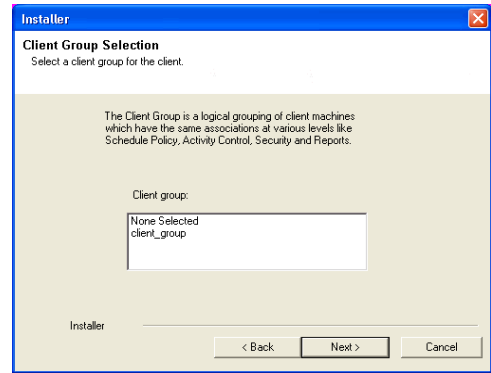 Installer
Client Group Selection
Select a client group for the client.
The Client Group is a logical grouping of client machines
which have the same associations at various levels like
Schedule Policy, Activity Control, Security and Reports.
Client group:
None Selected
client_group
Installer
< Back
Next >
Cancel